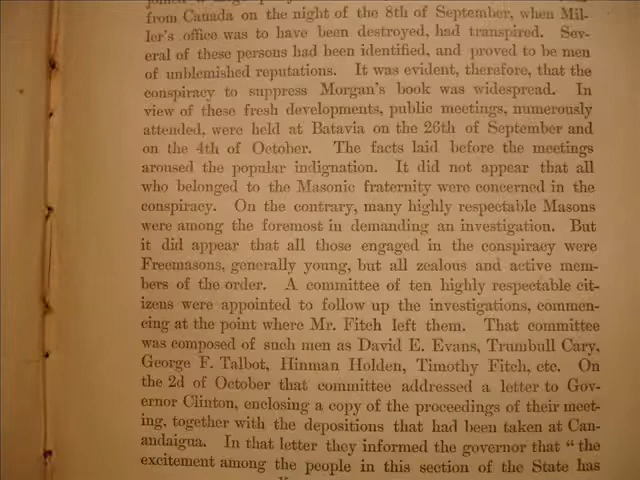 from Canada on the night of the 8th of September, when Mil-
ler's office was to have been destroyed, had transpired. Sev-
eral of these persons had been identified, and proved to be men
of unblemished reputations. It was evident, therefore, that the
conspiracy to suppress Morgan's book was widespread. In
view of these fresh developments, public meetings, numerously
attended, were held at Batavia on the 26th of September and
on the 4th of October. The facts laid before the meetings
aroused the popular indignation. It did not appear that all
who belonged to the Masonic fraternity were concerned in the
conspiracy. On the contrary, many highly respectable Masons
were among the foremost in demanding an investigation. But
it did appear that all those engaged in the conspiracy were
Freemasons, generally young, but all zealous and active mem-
bers of the order. A committee of ten highly respectable cit-
izens were appointed to follow up the investigations, commen-
cing at the point where Mr. Fitch left them. That committee
was composed of such men as David E. Evans, Trumbull Cary,
George F. Talbot, Hinman Holden, Timothy Fitch, etc. On
the 2d of October that committee addressed a letter to Gov-
ernor Clinton, enclosing a copy of the proceedings of their meet-
ing, together with the depositions that had been taken at Can-
andaigua. In that letter they informed the governor that “the
excitement among the people in this section of the State has